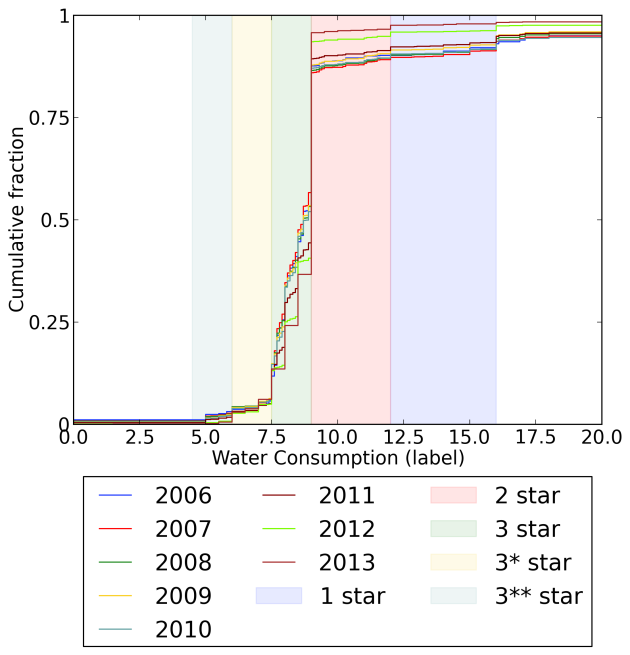 1
0.75
0.5
0.25
0
Cumulative fraction
0.0 2.5 5.0 7.5 10.0 12.5 15.0 17.5 20.0
Water Consumption (label)
2006 2011 2 star
2007 2012 3 star
2008 2013 3* star
2009 1 star 3** star
2010